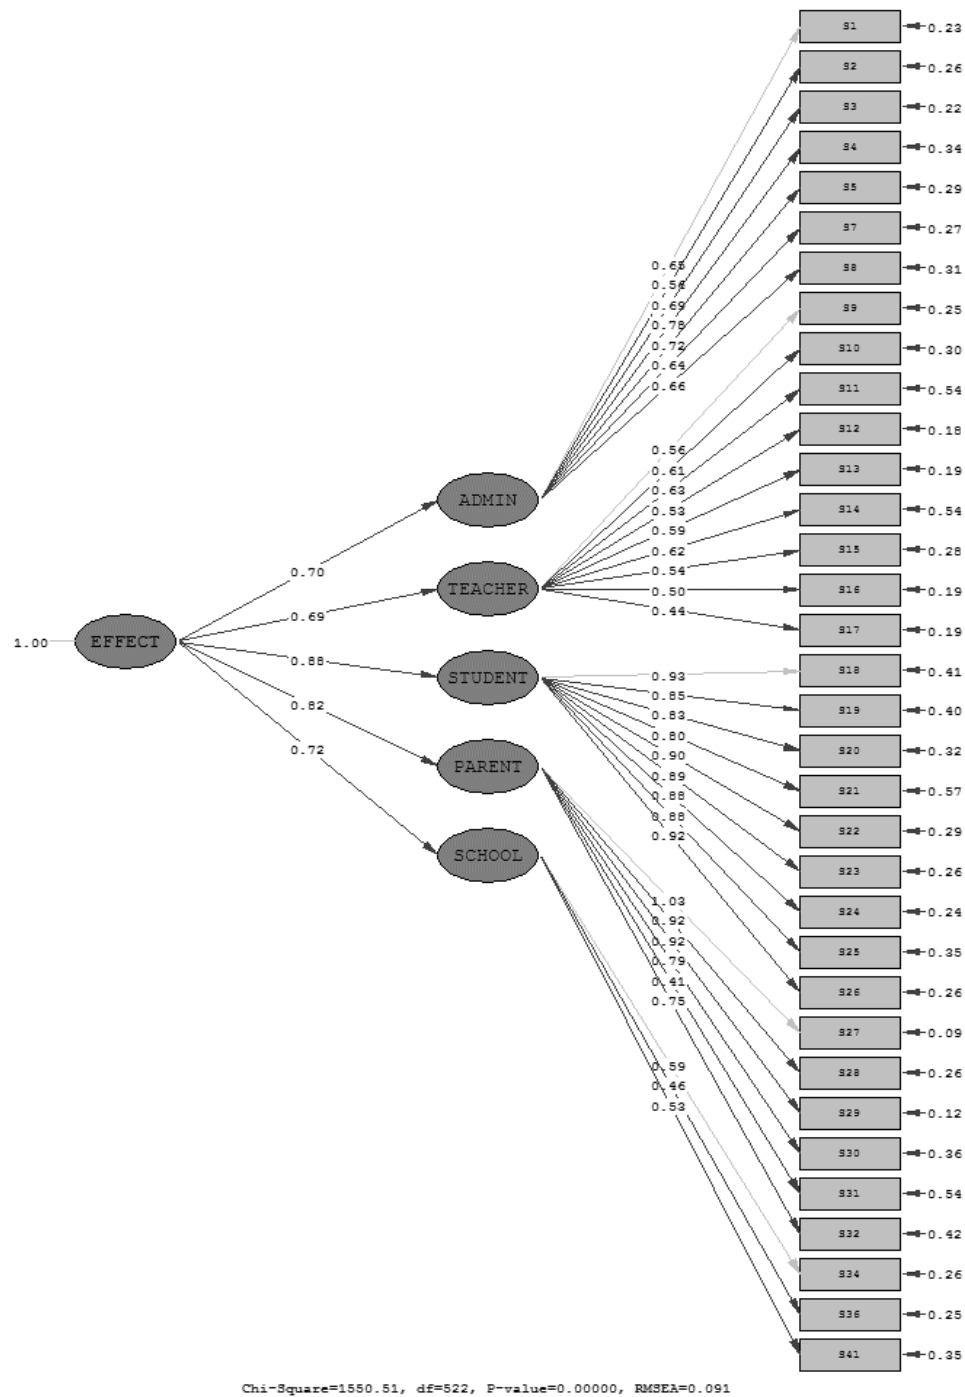 S1 0.23
S2 0.26
S3 0.22
S4 0.34
S5 0.29
S7 0.27
S8 0.31
S9 0.25
S10 0.30
S11 0.54
S12 0.18
S13 0.19
S14 0.54
S15 0.28
S16 0.19
S17 0.19
S18 0.41
S19 0.40
S20 0.32
S21 0.57
S22 0.29
S23 0.26
S24 0.24
S25 0.35
S26 0.26
S27 0.09
S28 0.26
S29 0.12
S30 0.36
S31 0.54
S32 0.42
S34 0.26
S36 0.25
S41 0.35
0.65
0.56
0.69
0.78
0.72
0.64
0.66
0.56
0.61
0.63
0.53
0.59
0.62
0.54
0.50
0.44
0.93
0.85
0.83
0.80
0.90
0.89
0.88
0.88
0.92
1.03
0.92
0.92
0.79
0.41
0.75
0.59
0.46
0.53
ADMIN
TEACHER
STUDENT
PARENT
SCHOOL
0.70
0.69
0.88
0.82
0.72
1.00 EFFECT
Chi-Square=1550.51, df=522, P-value=0.00000, RMSEA=0.091